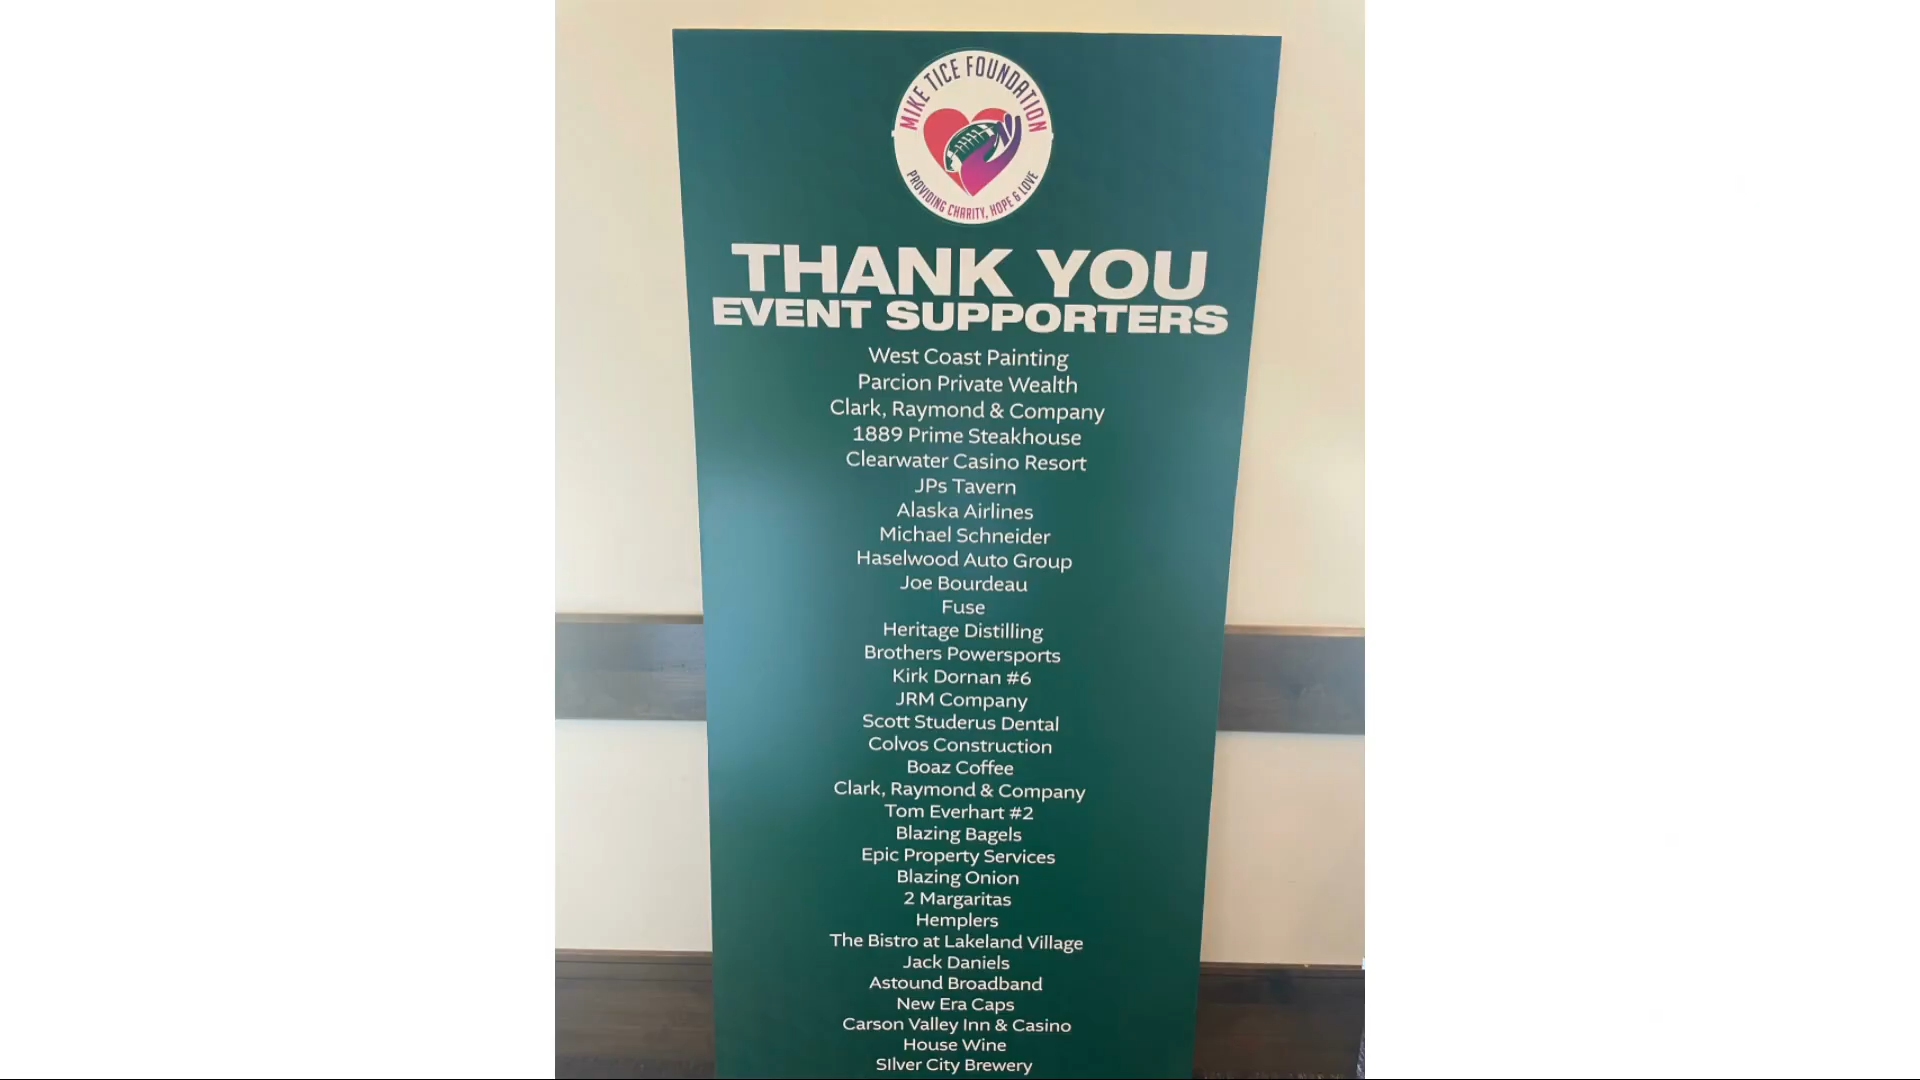 MIKE TICE FOUNDATION
PROVIDING CHARITY, HOPE & LOVE
THANK YOU
EVENT SUPPORTERS
West Coast Painting
Parcion Private Wealth
Clark, Raymond & Company
1889 Prime Steakhouse
Clearwater Casino Resort
JPs Tavern
Alaska Airlines
Michael Schneider
Haselwood Auto Group
Joe Bourdeau
Fuse
Heritage Distilling
Brothers Powersports
Kirk Dornan #6
JRM Company
Scott Studerus Dental
Colvos Construction
Boaz Coffee
Clark, Raymond & Company
Tom Everhart #2
Blazing Bagels
Epic Property Services
Blazing Onion
2 Margaritas
Hemplers
The Bistro at Lakeland Village
Jack Daniels
Astound Broadband
New Era Caps
Carson Valley Inn & Casino
House Wine
SIlver City Brewery